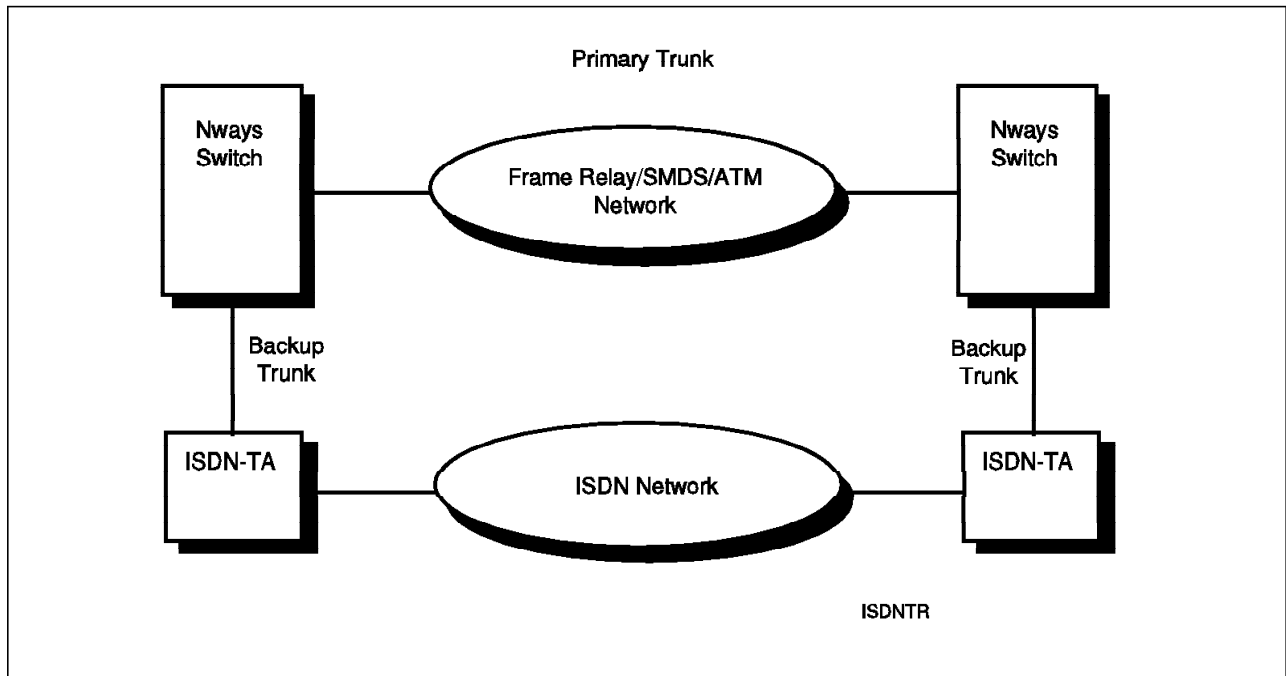 Primary Trunk
Nways
Switch
Frame Relay/SMDS/ATM
Network
Nways
Switch
Backup
Trunk
Backup
Trunk
ISDN-TA
ISDN Network
ISDN-TA
ISDNTR